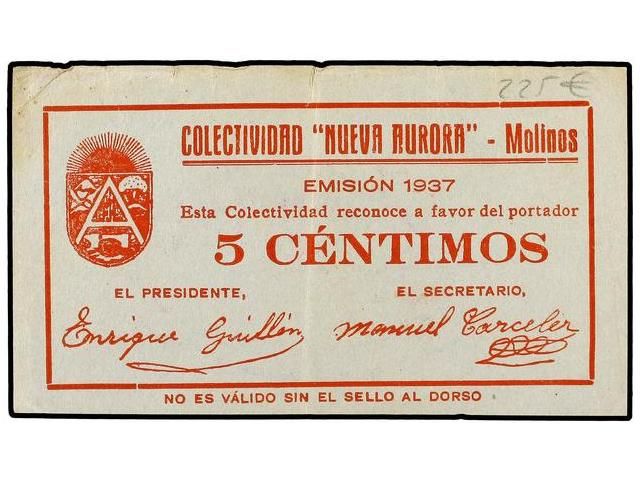 225€
COLECTIVIDAD "NUEVA AURORA" - Molinos
EMISIÓN 1937
Esta Colectividad reconoce a favor del portador
5 CÉNTIMOS
EL PRESIDENTE, EL SECRETARIO,
Enrique Guillén Manuel Carceler
NO ES VÁLIDO SIN EL SELLO AL DORSO